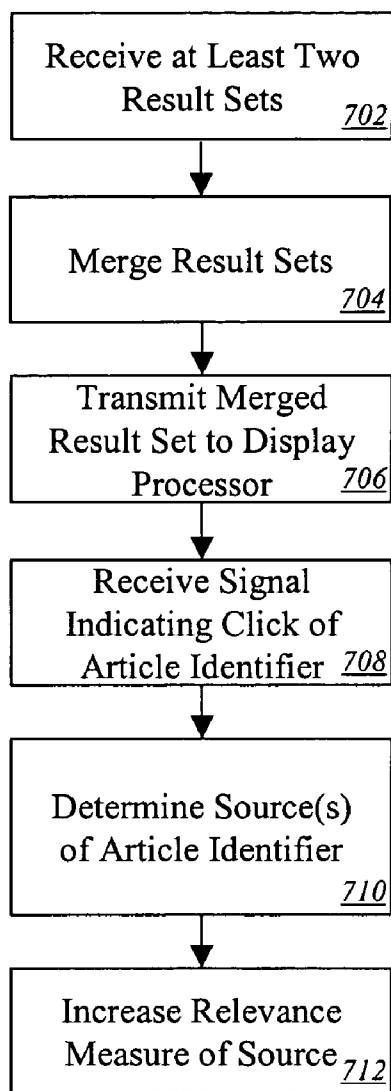 Receive at Least Two
Result Sets
702
Merge Result Sets
704
Transmit Merged
Result Set to Display
Processor 706
Receive Signal
Indicating Click of
Article Identifier 708
Determine Source(s)
of Article Identifier
710
Increase Relevance
Measure of Source 712